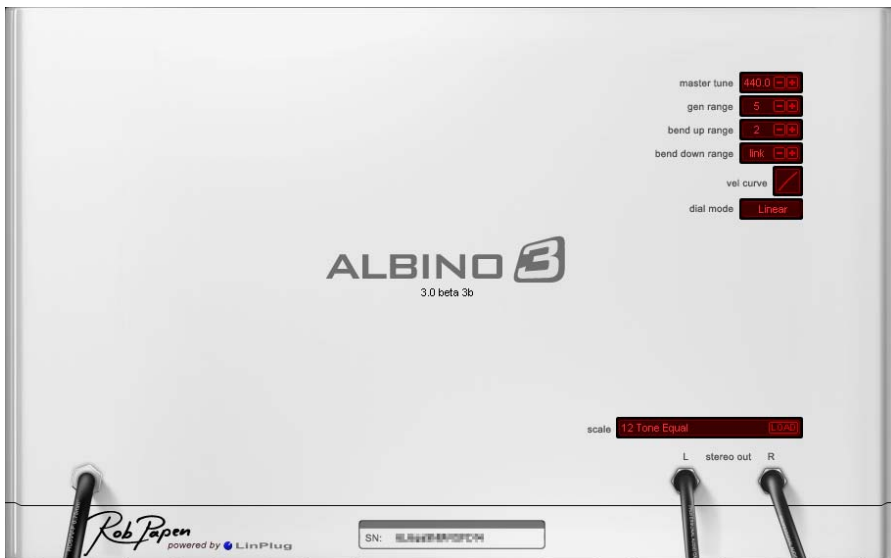 master tune 440.0 - +
gen range 5 - +
bend up range 2 - +
bend down range link - +
vel curve
dial mode Linear
ALBINO 3
3.0 beta 3b
scale 12 Tone Equal LOAD
L stereo out R
Rob Papen
powered by LinPlug
SN: